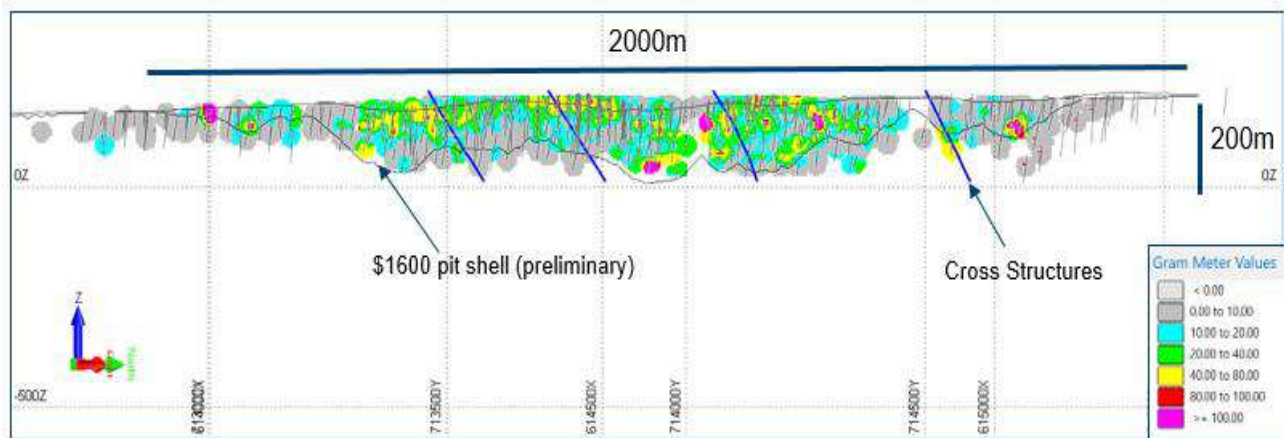 2000m
200m
0Z
0Z
$1600 pit shell (preliminary)
Cross Structures
Z
-500Z
713500Y
614500X
714000Y
714500Y
615000X
Gram Meter Values
< 0.00
0.00 to 10.00
10.00 to 20.00
20.00 to 40.00
40.00 to 80.00
80.00 to 100.00
>= 100.00